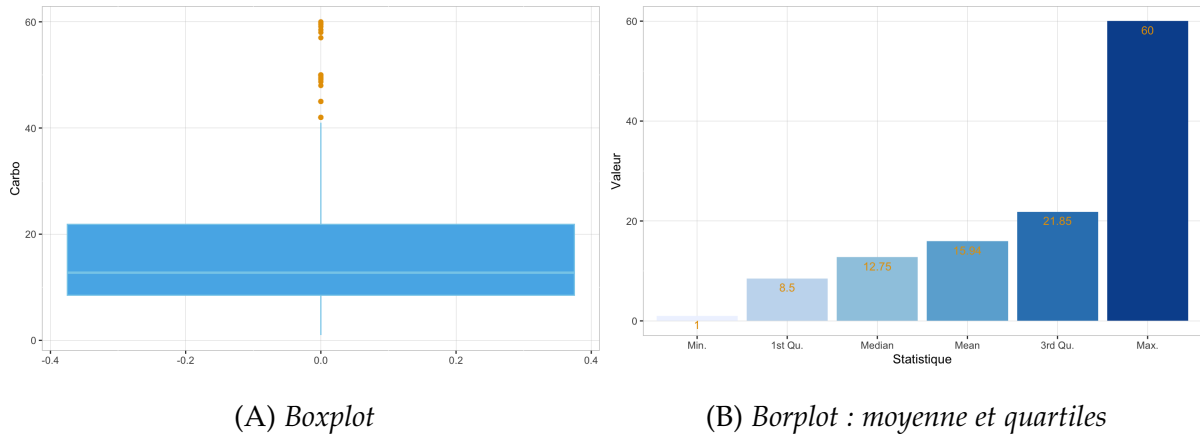 60
40
20
0
Carbo
-0.4
-0.2
0.0
0.2
0.4
60
40
20
0
Valeur
1
8.5
12.75
15.94
21.85
60
Min.
1st Qu.
Median
Mean
3rd Qu.
Max.
Statistique
(A) Boxplot
(B) Borplot : moyenne et quartiles